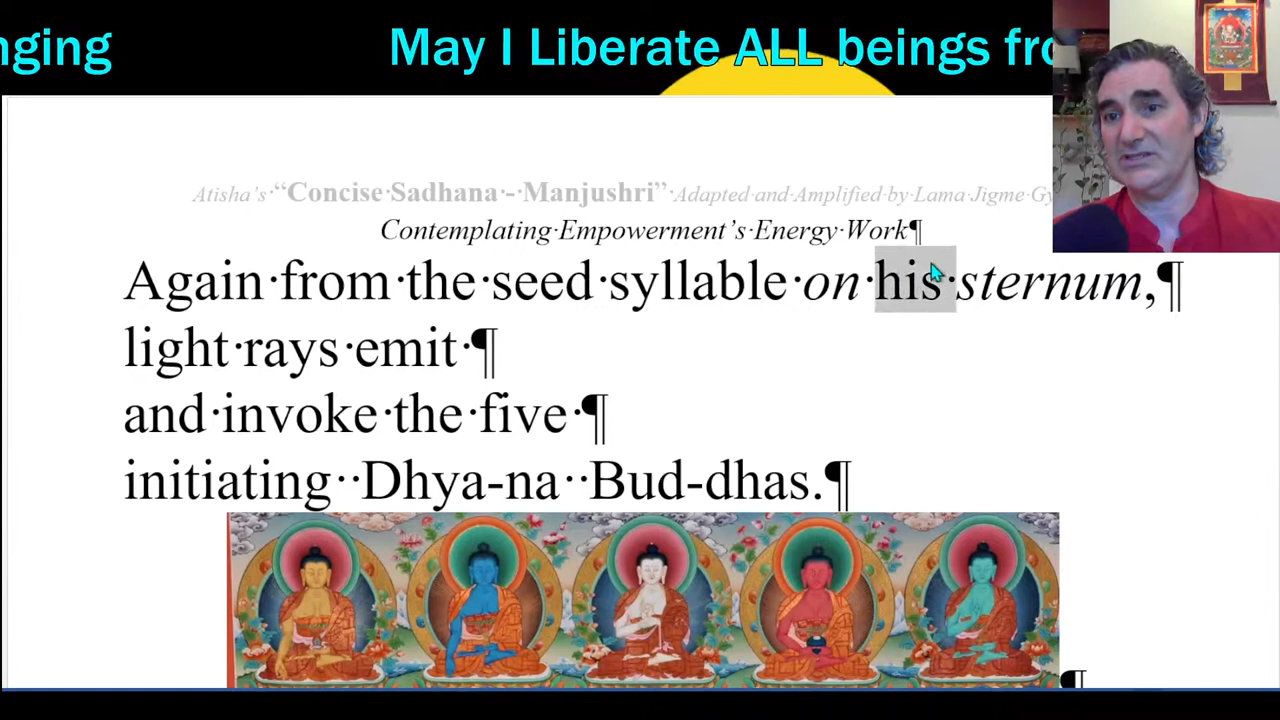 nging May I Liberate ALL beings fro
Atisha's “Concise Sadhana - Manjushri” Adapted and Amplified by Lama Jigme Gy
Contemplating Empowerment’s Energy Work¶
Again from the seed syllable on his sternum,¶
light rays emit ¶
and invoke the five ¶
initiating  Dhya-na  Bud-dhas.¶
¶